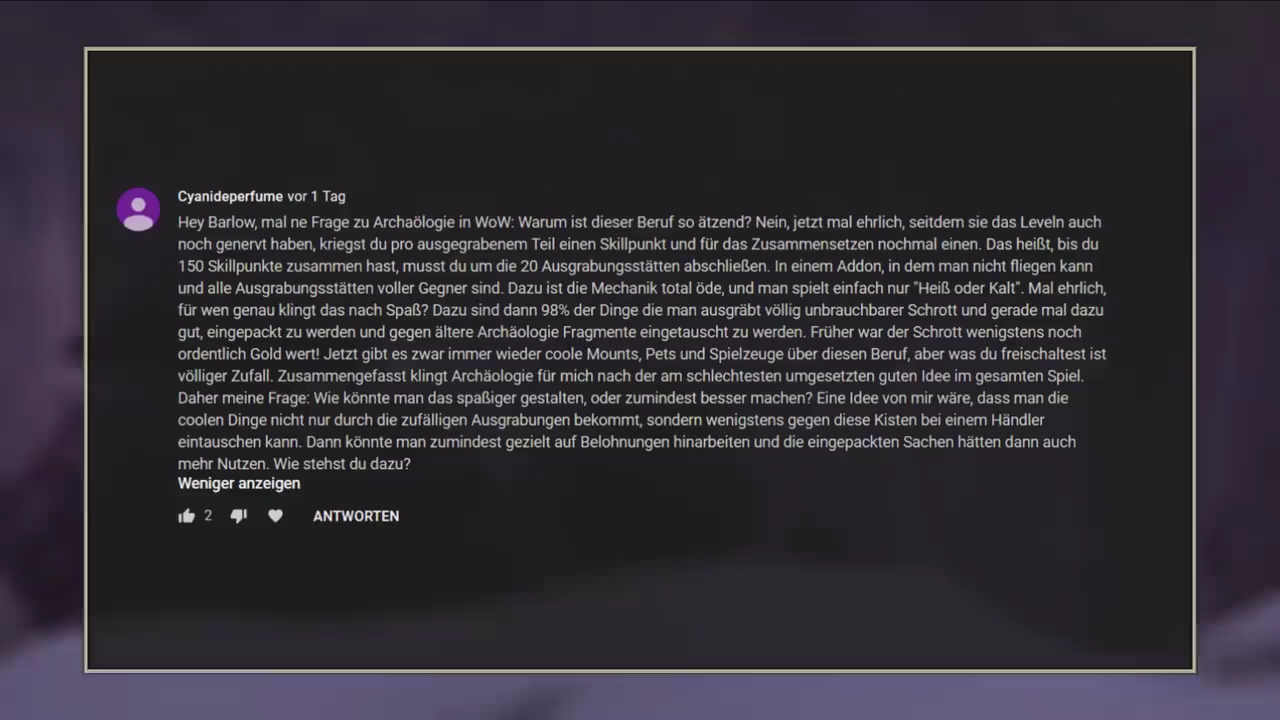 Cyanideperfume vor 1 Tag
Hey Barlow, mal ne Frage zu Archaölogie in WoW: Warum ist dieser Beruf so ätzend? Nein, jetzt mal ehrlich, seitdem sie das Leveln auch
noch genervt haben, kriegst du pro ausgegrabenem Teil einen Skillpunkt und für das Zusammensetzen nochmal einen. Das heißt, bis du
150 Skillpunkte zusammen hast, musst du um die 20 Ausgrabungsstätten abschließen. In einem Addon, in dem man nicht fliegen kann
und alle Ausgrabungsstätten voller Gegner sind. Dazu ist die Mechanik total öde, und man spielt einfach nur "Heiß oder Kalt". Mal ehrlich,
für wen genau klingt das nach Spaß? Dazu sind dann 98% der Dinge die man ausgräbt völlig unbrauchbarer Schrott und gerade mal dazu
gut, eingepackt zu werden und gegen ältere Archäologie Fragmente eingetauscht zu werden. Früher war der Schrott wenigstens noch
ordentlich Gold wert! Jetzt gibt es zwar immer wieder coole Mounts, Pets und Spielzeuge über diesen Beruf, aber was du freischaltest ist
völliger Zufall. Zusammengefasst klingt Archäologie für mich nach der am schlechtesten umgesetzten guten Idee im gesamten Spiel.
Daher meine Frage: Wie könnte man das spaßiger gestalten, oder zumindest besser machen? Eine Idee von mir wäre, dass man die
coolen Dinge nicht nur durch die zufälligen Ausgrabungen bekommt, sondern wenigstens gegen diese Kisten bei einem Händler
eintauschen kann. Dann könnte man zumindest gezielt auf Belohnungen hinarbeiten und die eingepackten Sachen hätten dann auch
mehr Nutzen. Wie stehst du dazu?
Weniger anzeigen
2 ANTWORTEN